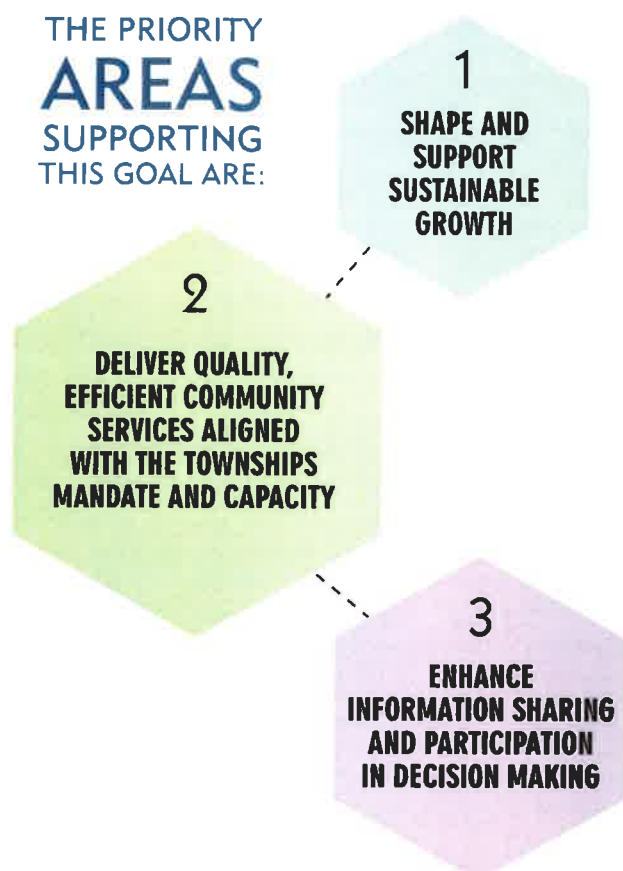 THE PRIORITY
AREAS
SUPPORTING
THIS GOAL ARE:
1
SHAPE AND
SUPPORT
SUSTAINABLE
GROWTH
2
DELIVER QUALITY,
EFFICIENT COMMUNITY
SERVICES ALIGNED
WITH THE TOWNSHIPS
MANDATE AND CAPACITY
3
ENHANCE
INFORMATION SHARING
AND PARTICIPATION
IN DECISION MAKING